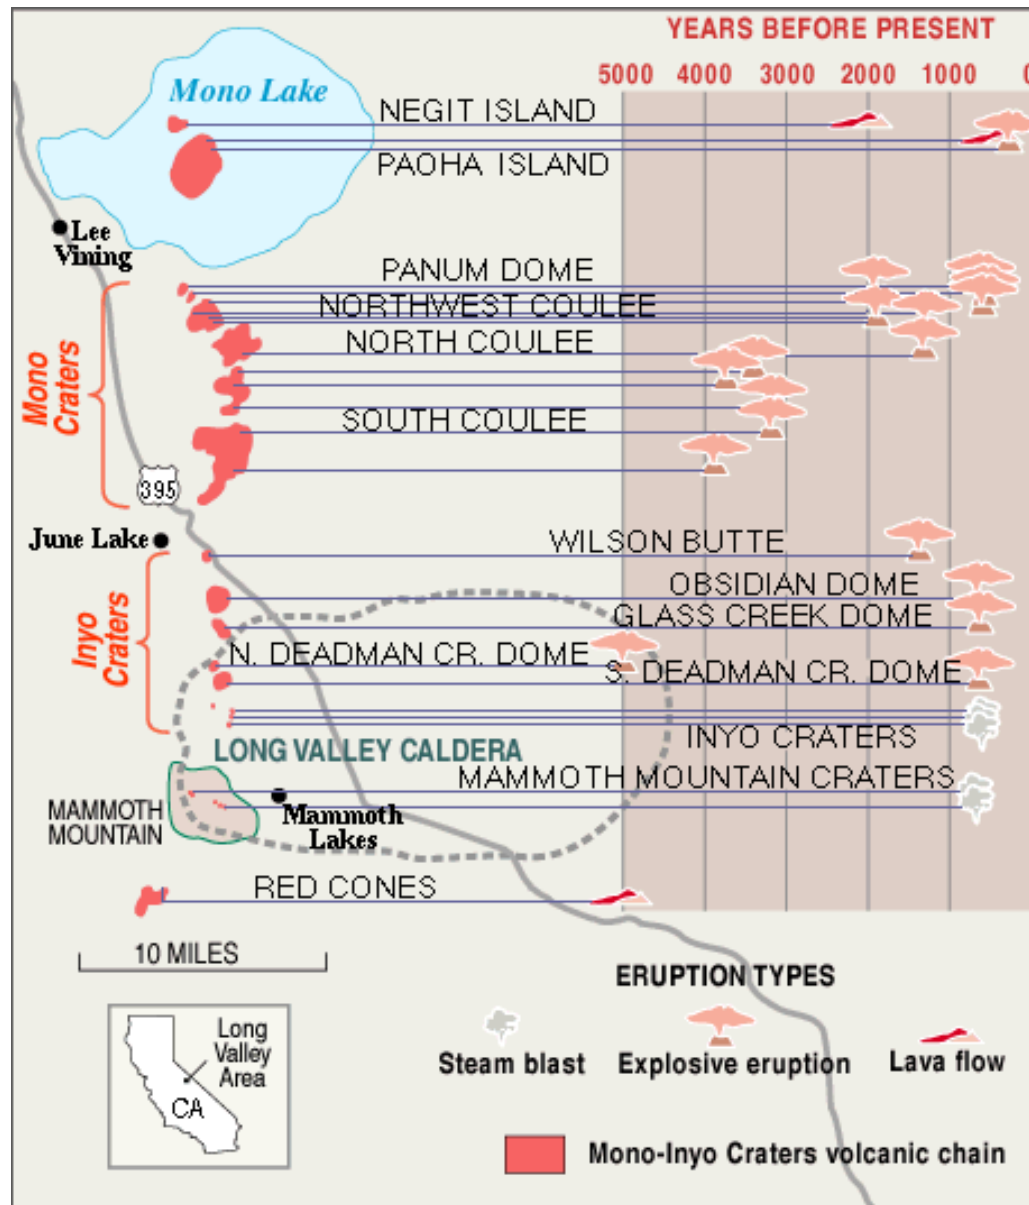 YEARS BEFORE PRESENT
5000 4000 3000 2000 1000 0
Mono Lake
NEGIT ISLAND
PAOHA ISLAND
Lee
Vining
PANUM DOME
NORTHWEST COULEE
NORTH COULEE
Mono
Craters
SOUTH COULEE
395
June Lake
WILSON BUTTE
OBSIDIAN DOME
GLASS CREEK DOME
Inyo
Craters
N. DEADMAN CR. DOME
S. DEADMAN CR. DOME
INYO CRATERS
LONG VALLEY CALDERA
MAMMOTH MOUNTAIN CRATERS
MAMMOTH
MOUNTAIN
Mammoth
Lakes
RED CONES
10 MILES
ERUPTION TYPES
Steam blast
Explosive eruption
Lava flow
Long
Valley
Area
CA
Mono-Inyo Craters volcanic chain